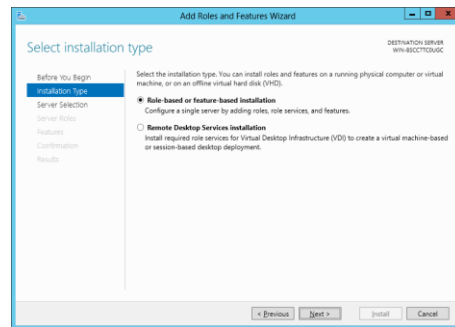 Add Roles and Features Wizard
Select installation type
DESTINATION SERVER
Before You Begin
Installation Type
Server Selection
Server Roles
Features
Confirmation
Results
Select the installation type. You can install roles and features on a running physical computer or virtual
machine, or on an offline virtual hard disk (VHD).
Role-based or feature-based installation
Configure a single server by adding roles, role services, and features.
Remote Desktop Services installation
Install required role services for Virtual Desktop Infrastructure (VDI) to create a virtual machine-based
or session-based desktop deployment.
< Previous
Next >
Install
Cancel